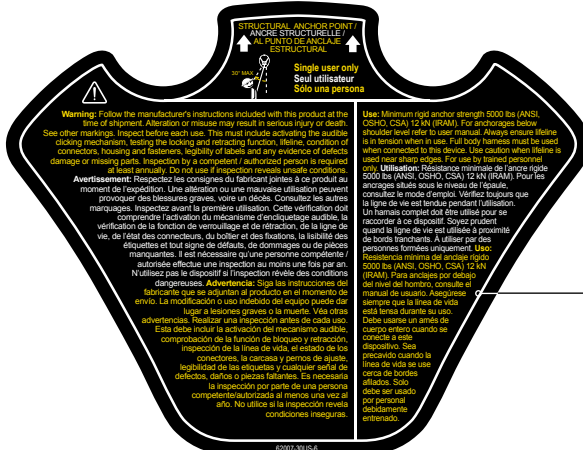 STRUCTURAL ANCHOR POINT /
ANCRE STRUCTURELLE /
AL PUNTO DE ANCLAJE
ESTRUCTURAL
30° MAX
Single user only
Seul utilisateur
Sólo una persona
Warning: Follow the manufacturer's instructions included with this product at the
time of shipment. Alteration or misuse may result in serious injury or death.
See other markings. Inspect before each use. This must include activating the audible
clicking mechanism, testing the locking and retracting function, lifeline, condition of
connectors, housing and fasteners, legibility of labels and any evidence of defects
damage or missing parts. Inspection by a competent / authorized person is required
at least annually. Do not use if inspection reveals unsafe conditions.
Avertissement: Respectez les consignes du fabricant jointes à ce produit au
moment de l'expédition. Une altération ou une mauvaise utilisation peuvent
provoquer des blessures graves, voire un décès. Consultez les autres
marquages. Inspectez avant la première utilisation. Cette vérification doit
comprendre l'activation du mécanisme d'encliquetage audible, la
vérification de la fonction de verrouillage et de rétraction, de la ligne de
vie, de l'état des connecteurs, du boîtier et des fixations, la lisibilité des
étiquettes et tout signe de défauts, de dommages ou de pièces
manquantes. Il est nécessaire qu'une personne compétente /
autorisée effectue une inspection au moins une fois par an.
N'utilisez pas le dispositif si l'inspection révèle des conditions
dangereuses. Advertencia: Siga las instrucciones del
fabricante que se adjuntan al producto en el momento de
envío. La modificación o uso indebido del equipo puede dar
lugar a lesiones graves o la muerte. Véa otras
advertencias. Realizar una inspección antes de cada uso.
Esta debe incluir la activación del mecanismo audible,
comprobación de la función de bloqueo y retracción,
inspección de la línea de vida, el estado de los
conectores, la carcasa y pernos de ajuste,
legibilidad de las etiquetas y cualquier señal de
defectos, daños o piezas faltantes. Es necesaria
la inspección por parte de una persona
competente/autorizada al menos una vez al
año. No utilice si la inspección revela
condiciones inseguras.
Use: Minimum rigid anchor strength 5000 lbs (ANSI,
OSHO, CSA) 12 kN (IRAM). For anchorages below
shoulder level refer to user manual. Always ensure lifeline
is in tension when in use. Full body harness must be used
when connected to this device. Use caution when lifeline is
used near sharp edges. For use by trained personnel
only. Utilisation: Résistance minimale de l'ancre rigide
5000 lbs (ANSI, OSHO, CSA) 12 kN (IRAM). Pour les
ancrages situés sous le niveau de l'épaule,
consultez le mode d'emploi. Vérifiez toujours que
la ligne de vie est tendue pendant l'utilisation.
Un harnais complet doit être utilisé pour se
raccorder à ce dispositif. Soyez prudent
quand la ligne de vie est utilisée à proximité
de bords tranchants. À utiliser par des
personnes formées uniquement. Uso:
Resistencia mínima del anclaje rígido
5000 lbs (ANSI, OSHO, CSA) 12 kN
(IRAM). Para anclajes por debajo
del nivel del hombro, consulte el
manual de usuario. Asegúrese
siempre que la línea de vida
está tensa durante su uso.
Debe usarse un arnés de
cuerpo entero cuando se
conecte a este
dispositivo. Sea
precavido cuando la
línea de vida se use
cerca de bordes
afilados. Solo
debe ser usado
por personal
debidamente
entrenado.
62007-30US-6